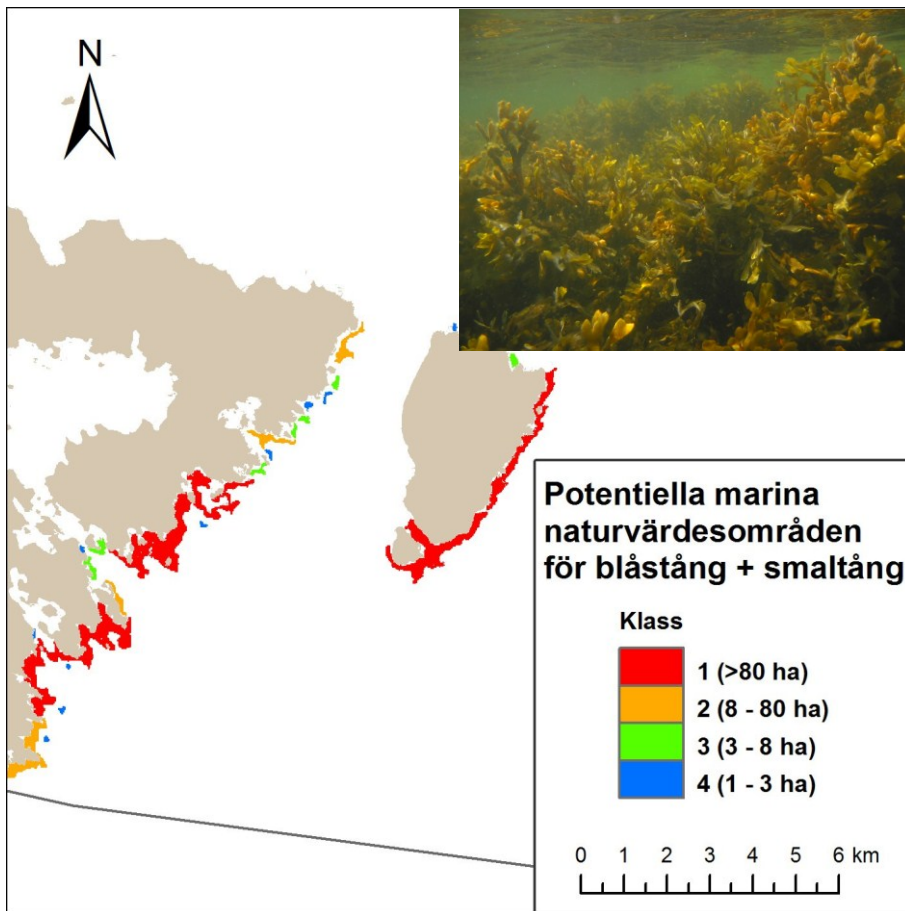 N
Potentiella marina
naturvärdesområden
för blåstång + smaltång
Klass
1 (>80 ha)
2 (8 - 80 ha)
3 (3 - 8 ha)
4 (1 - 3 ha)
0 1 2 3 4 5 6 km